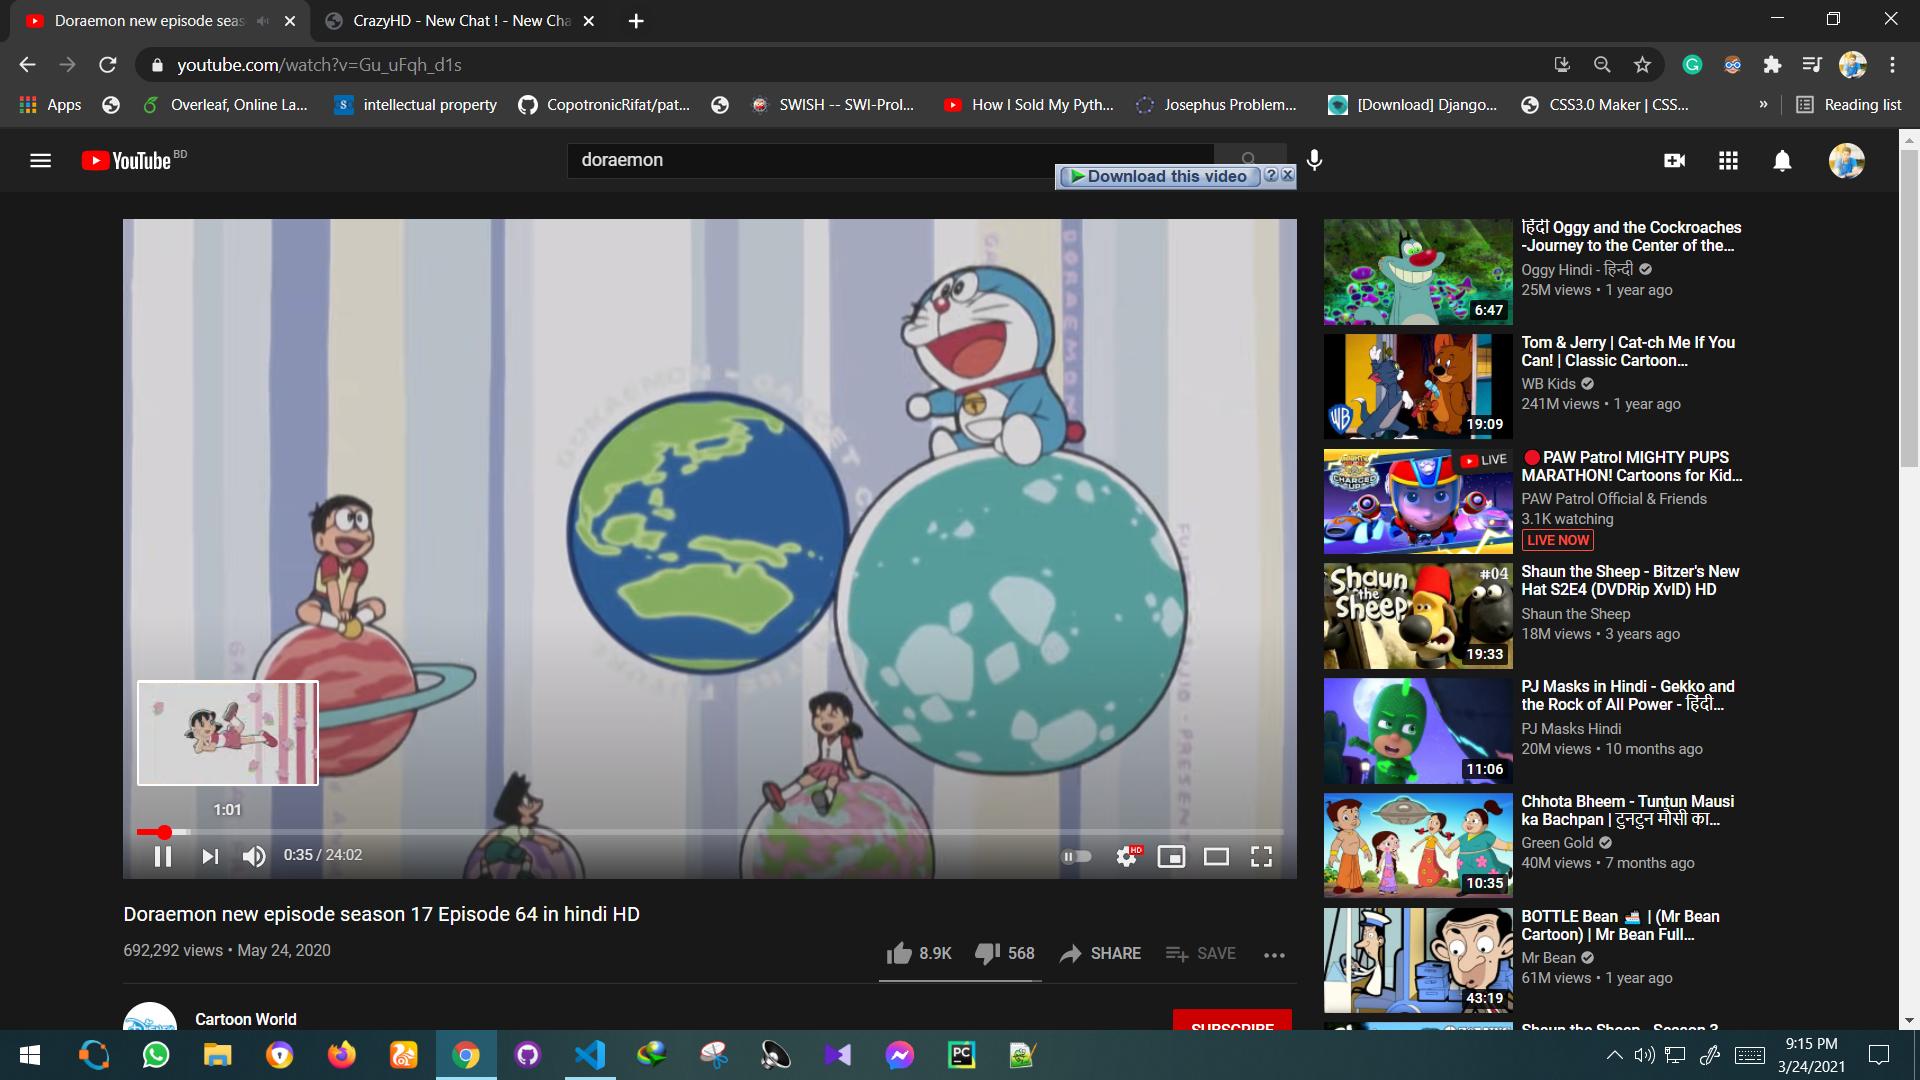 Doraemon new episode seas
CrazyHD - New Chat ! - New Cha
youtube.com/watch?v=Gu_uFqh_d1s
Apps
Overleaf, Online La...
intellectual property
CopotronicRifat/pat...
SWISH -- SWI-Prol...
How I Sold My Pyth...
Josephus Problem...
[Download] Django...
CSS3.0 Maker | CSS...
»
Reading list
YouTube BD
doraemon
Download this video
DORAEMON
1:01
0:35 / 24:02
HD
Doraemon new episode season 17 Episode 64 in hindi HD
692,292 views • May 24, 2020
8.9K
568
SHARE
SAVE
Cartoon World
SUBSCRIBE
6:47
हिंदी Oggy and the Cockroaches
-Journey to the Center of the...
Oggy Hindi - हिन्दी
25M views • 1 year ago
WB
19:09
Tom & Jerry | Cat-ch Me If You
Can! | Classic Cartoon...
WB Kids
241M views • 1 year ago
LIVE
CHARGED UP
PAW Patrol MIGHTY PUPS
MARATHON! Cartoons for Kid...
PAW Patrol Official & Friends
3.1K watching
LIVE NOW
Shaun
the
Sheep
#04
19:33
Shaun the Sheep - Bitzer's New
Hat S2E4 (DVDRip XvID) HD
Shaun the Sheep
18M views • 3 years ago
11:06
PJ Masks in Hindi - Gekko and
the Rock of All Power - हिंदी...
PJ Masks Hindi
20M views • 10 months ago
10:35
Chhota Bheem - Tuntun Mausi
ka Bachpan | टुनटुन मौसी का...
Green Gold
40M views • 7 months ago
43:19
BOTTLE Bean 🚢 | (Mr Bean
Cartoon) | Mr Bean Full...
Mr Bean
61M views • 1 year ago
Shaun the Sheep - Season 3
PC
9:15 PM
3/24/2021